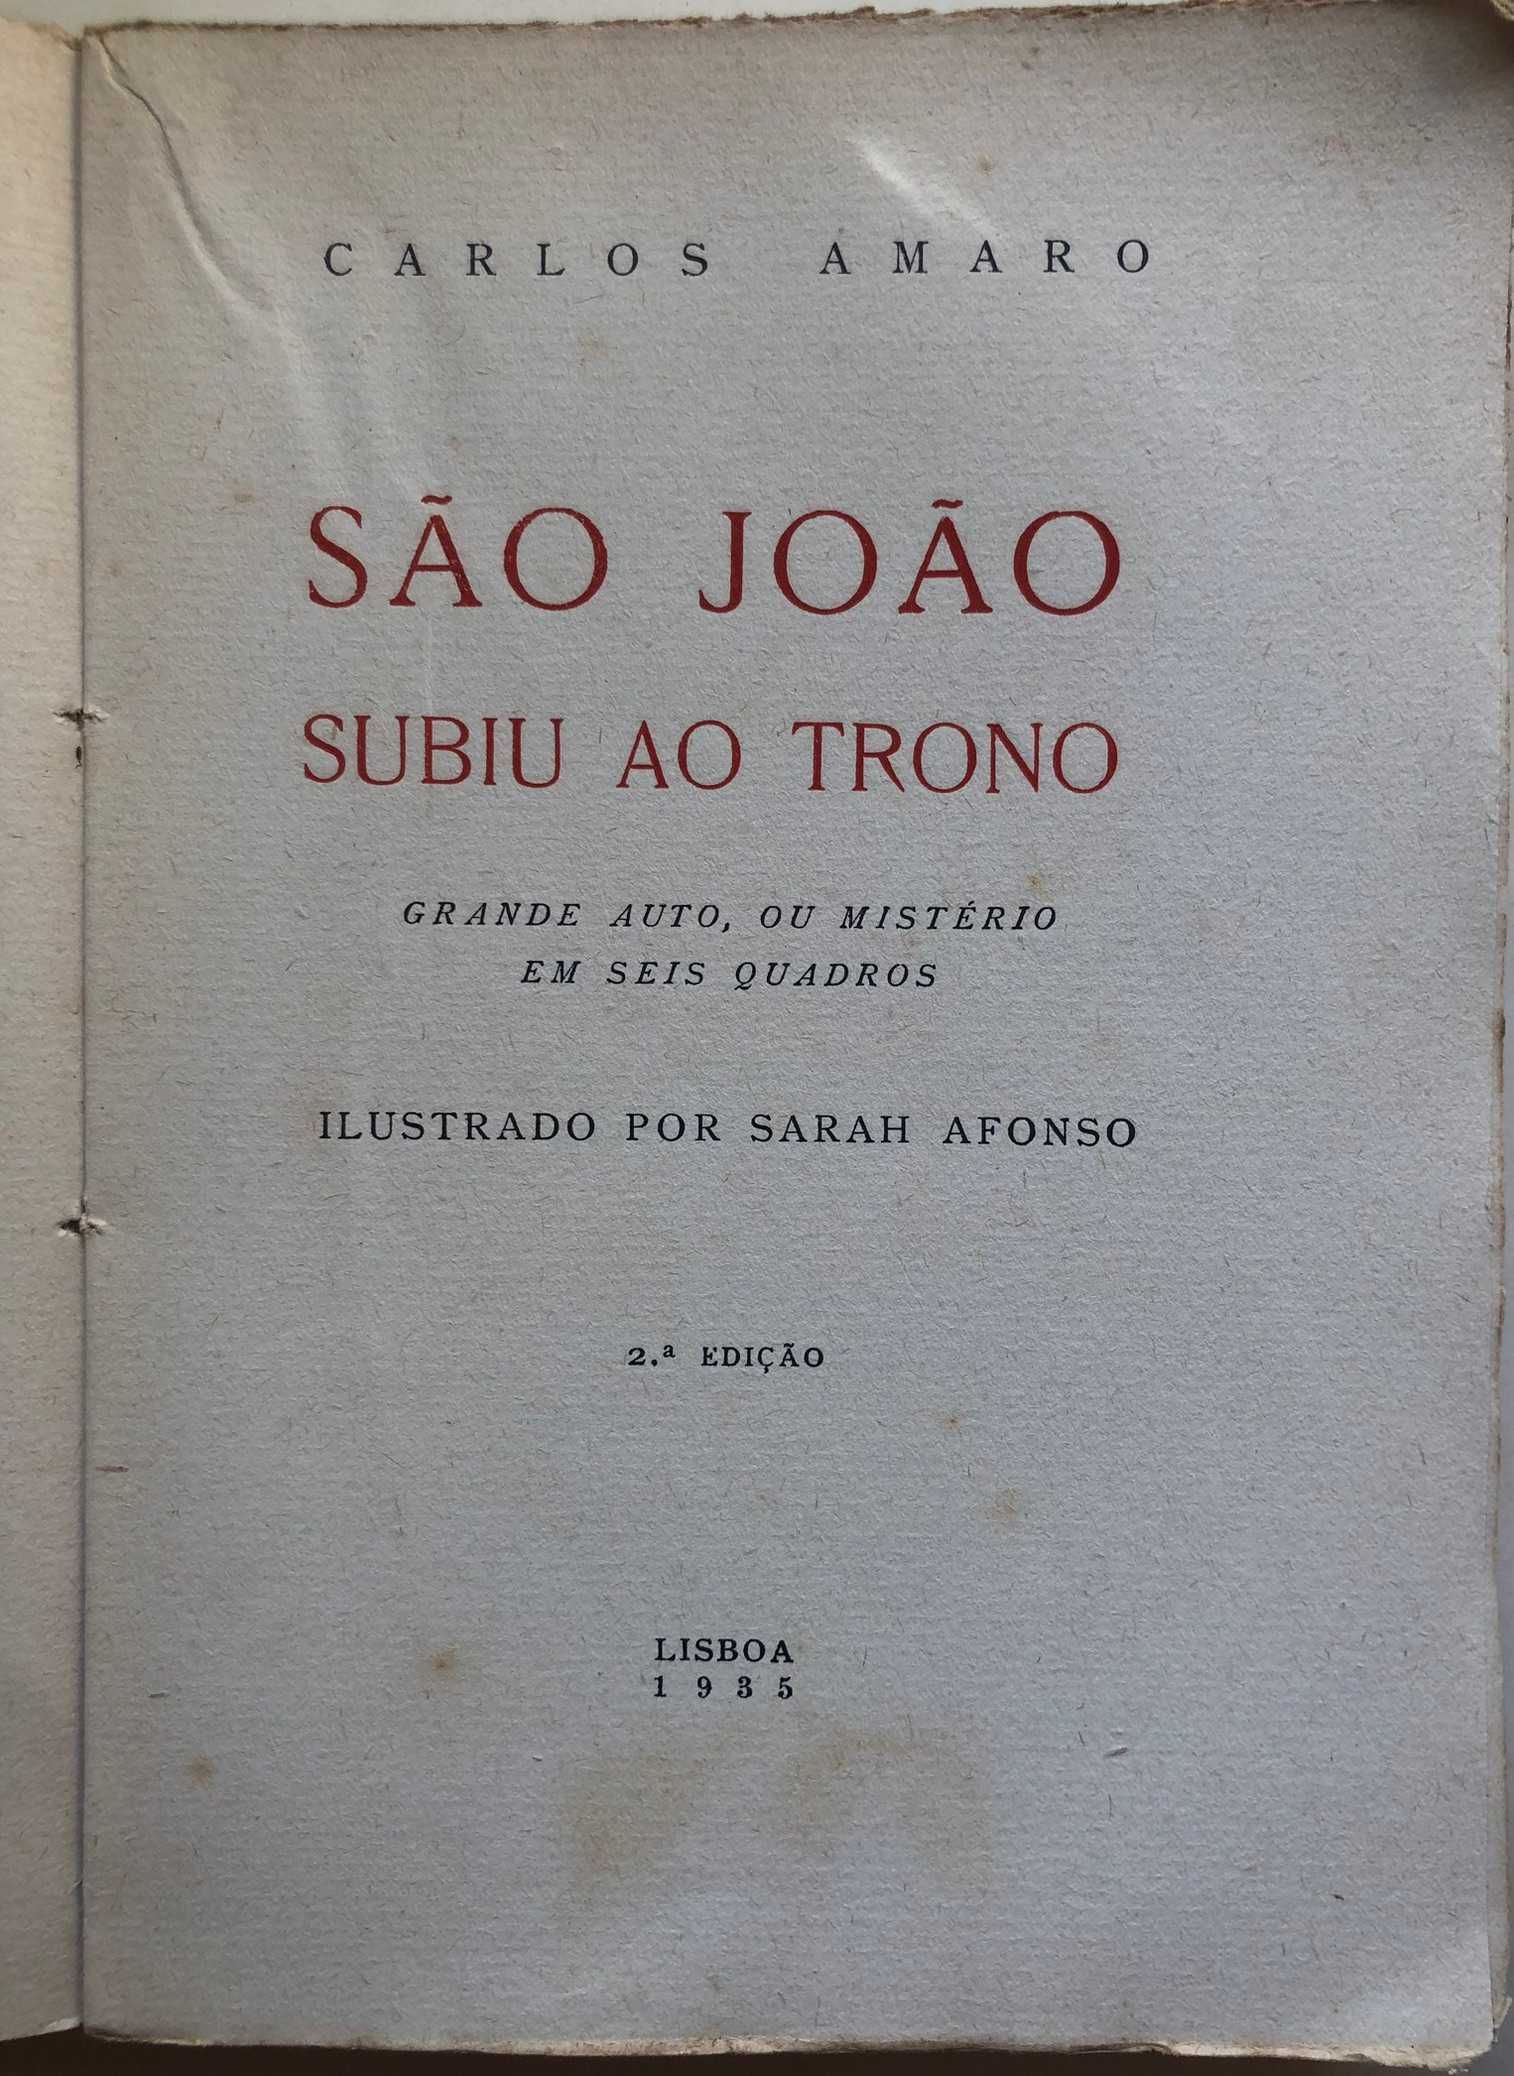 CARLOS AMARO
SÃO JOÃO
SUBIU AO TRONO
GRANDE AUTO, OU MISTÉRIO
EM SEIS QUADROS
ILUSTRADO POR SARAH AFONSO
2.ª EDIÇÃO
LISBOA
1935